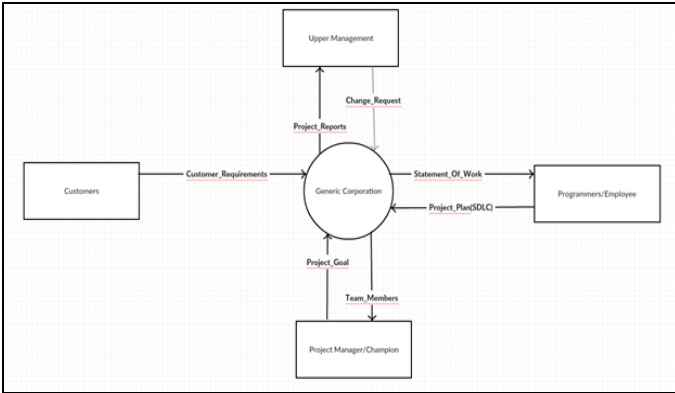 Upper Management
Change_Request
Project_Reports
Customer_Requirements
Statement_Of_Work
Customers
Generic Corporation
Programmers/Employee
Project_Plan(SDLC)
Project_Goal
Team_Members
Project Manager/Champion